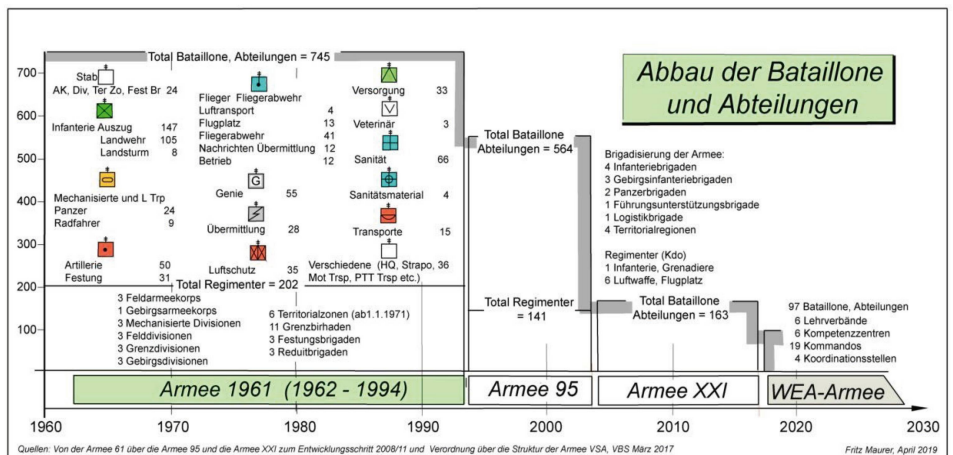 Abbau der Bataillone
und Abteilungen
Total Bataillone, Abteilungen = 745
700
600
500
400
300
200
100
Stab
AK, Div, Ter Zo, Fest Br 24
Infanterie Auszug 147
Landwehr 105
Landsturm 8
Mechanisierte und L Trp
Panzer 24
Radfahrer 9
Artillerie 50
Festung 31
Flieger Fliegerabwehr
Luftransport 4
Flugplatz 13
Fliegerabwehr 41
Nachrichten Übermittlung 12
Betrieb 12
G
Genie 55
Übermittlung 28
Luftschutz 35
Versorgung 33
Veterinär 3
Sanität 66
Sanitätsmaterial 4
Transporte 15
Verschiedene (HQ, Strapo, 36
Mot Trsp, PTT Trsp etc.)
Total Regimenter = 202
3 Feldarmeekorps
1 Gebirgsarmeekorps
3 Mechanisierte Divisionen
3 Felddivisionen
3 Grenzdivisionen
3 Gebirgsdivisionen
6 Territorialzonen (ab1.1.1971)
11 Grenzbirhaden
3 Festungsbrigaden
3 Reduitbrigaden
Total Bataillone
Abteilungen = 564
Total Regimenter
= 141
Brigadisierung der Armee:
4 Infanteriebrigaden
3 Gebirgsinfanteriebrigaden
2 Panzerbrigaden
1 Führungsunterstützungsbrigade
1 Logistikbrigade
4 Territorialregionen
Regimenter (Kdo)
1 Infanterie, Grenadiere
6 Luftwaffe, Flugplatz
Total Bataillone
Abteilungen = 163
97 Bataillone, Abteilungen
6 Lehrverbände
6 Kompetenzzentren
19 Kommandos
4 Koordinationsstellen
Armee 1961 (1962 - 1994)
Armee 95
Armee XXI
WEA-Armee
1960 1970 1980 1990 2000 2010 2020 2030
Quellen: Von der Armee 61 über die Armee 95 und die Armee XXI zum Entwicklungsschritt 2008/11 und Verordnung über die Struktur der Armee VSA, VBS März 2017
Fritz Maurer, April 2019